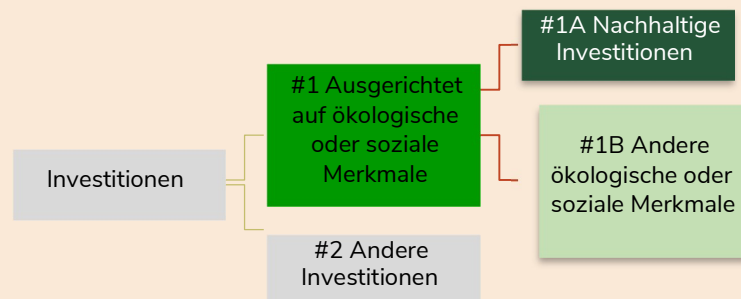 #1A Nachhaltige
Investitionen
#1 Ausgerichtet
auf ökologische
oder soziale
Merkmale
#1B Andere
ökologische oder
soziale Merkmale
Investitionen
#2 Andere
Investitionen